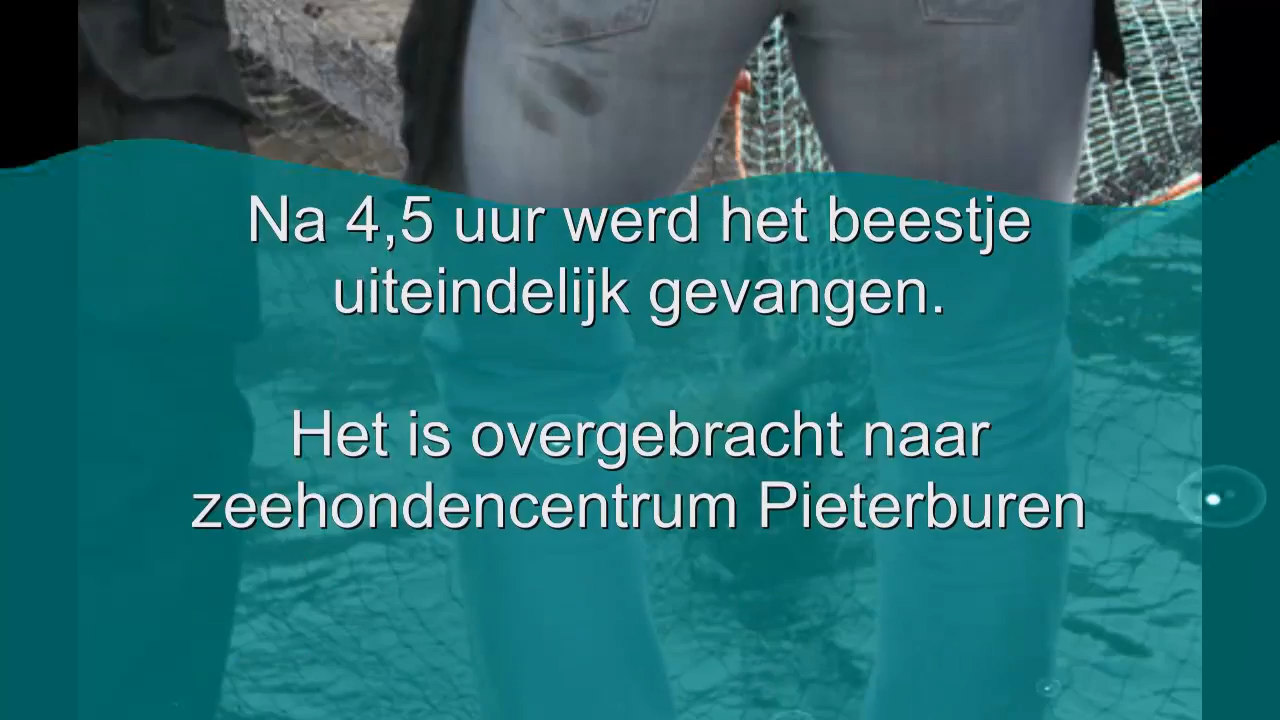 Na 4,5 uur werd het beestje
uiteindelijk gevangen.
Het is overgebracht naar
zeehondencentrum Pieterburen